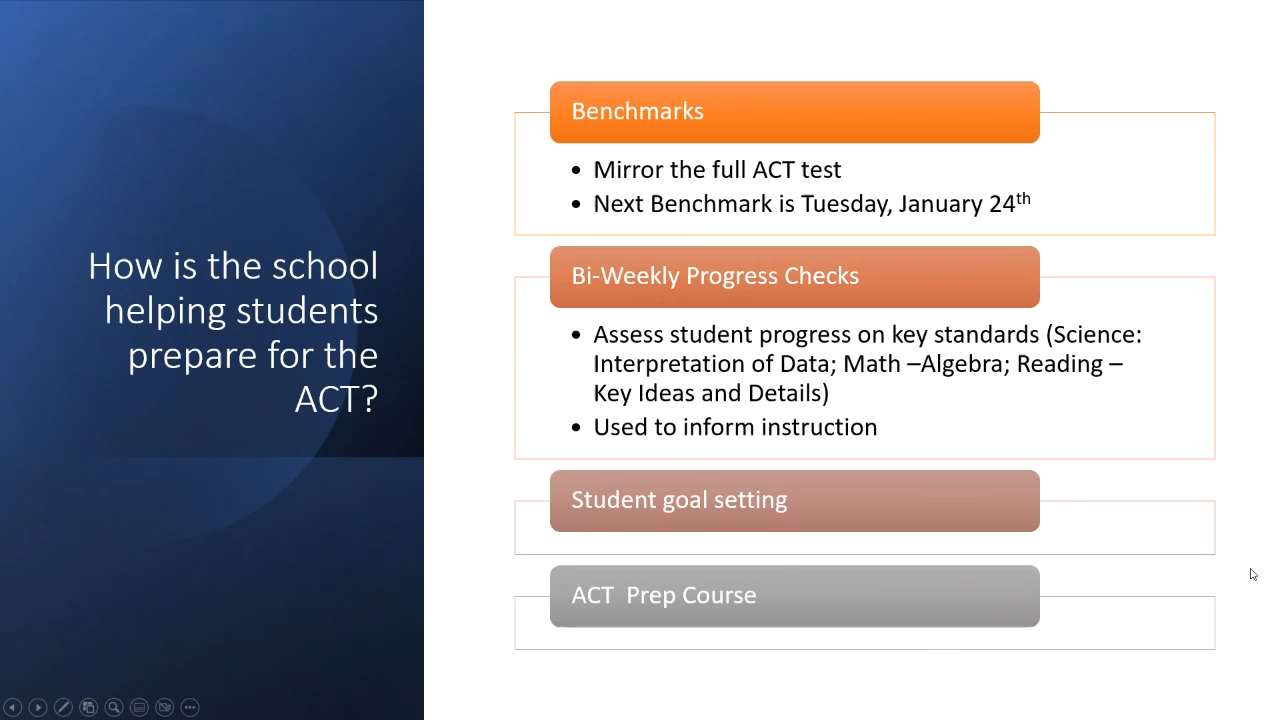 How is the school
helping students
prepare for the
ACT?
Benchmarks
• Mirror the full ACT test
• Next Benchmark is Tuesday, January 24th
Bi-Weekly Progress Checks
• Assess student progress on key standards (Science:
Interpretation of Data; Math –Algebra; Reading –
Key Ideas and Details)
• Used to inform instruction
Student goal setting
ACT  Prep Course